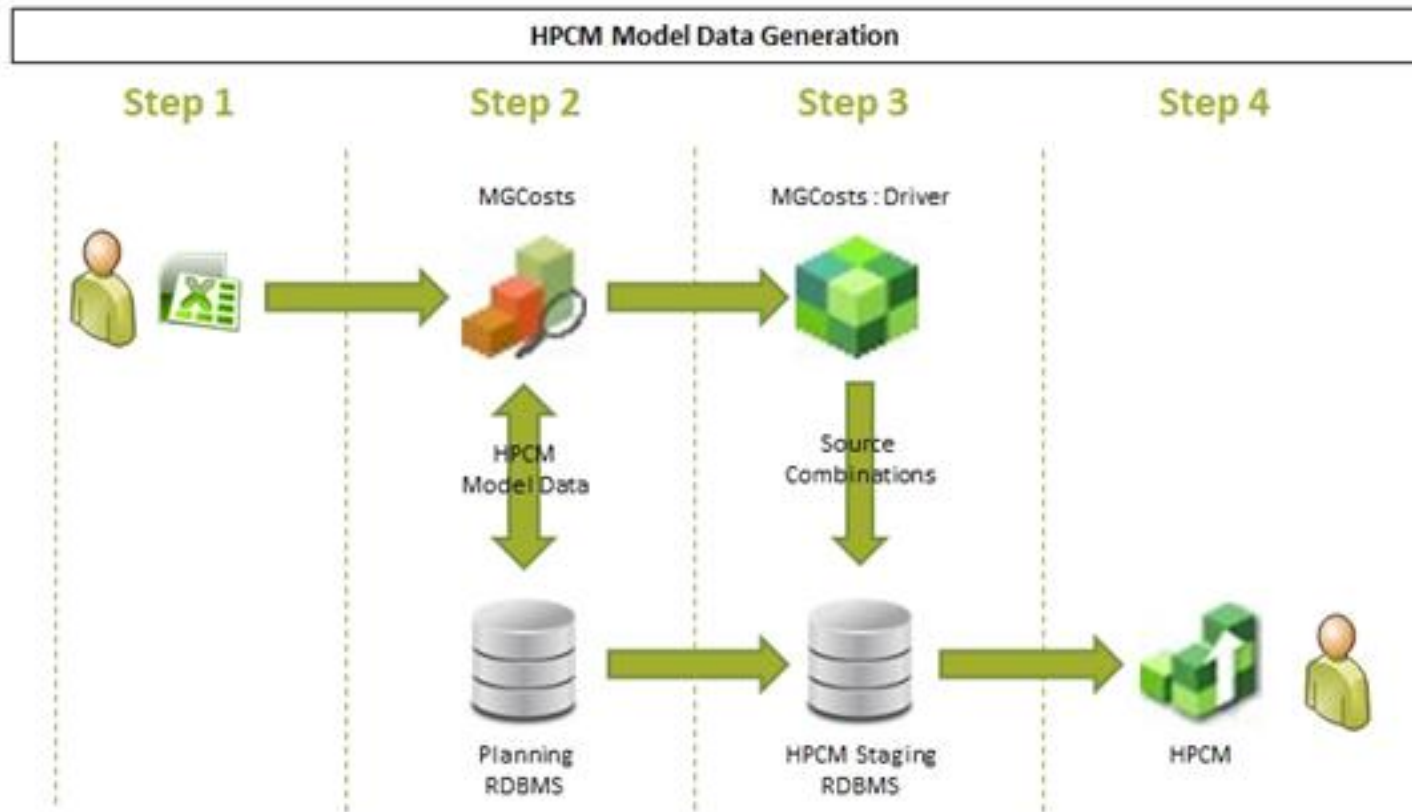 HPCM Model Data Generation
Step 1
Step 2
Step 3
Step 4
MGCosts
MGCosts : Driver
HPCM
Model Data
Source
Combinations
Planning
RDBMS
HPCM Staging
RDBMS
HPCM